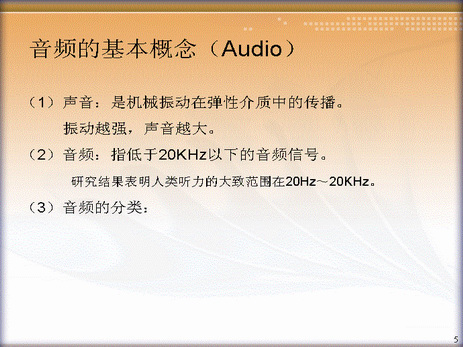 音频的基本概念（Audio）
（1）声音：是机械振动在弹性介质中的传播。
振动越强，声音越大。
（2）音频：指低于20KHz以下的音频信号。
研究结果表明人类听力的大致范围在20Hz～20KHz。
（3）音频的分类：
5